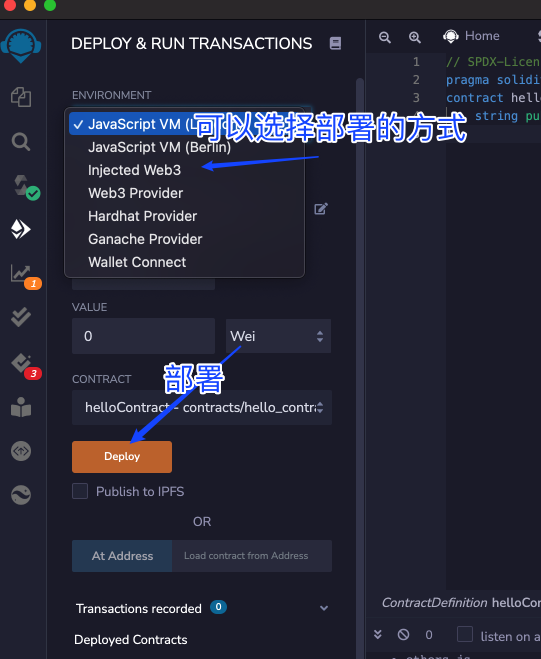 DEPLOY & RUN TRANSACTIONS
ENVIRONMENT
JavaScript VM (L
可以选择部署的方式
JavaScript VM (Berlin)
Injected Web3
Web3 Provider
Hardhat Provider
Ganache Provider
Wallet Connect
VALUE
0
Wei
CONTRACT
部署
helloContract - contracts/hello_contra
Deploy
Publish to IPFS
OR
At Address
Load contract from Address
Transactions recorded 0
Deployed Contracts
1
3
Home
1 // SPDX-Licen
2 pragma solidi
3 contract hell
4 string pu
ContractDefinition helloCon
0
listen on a